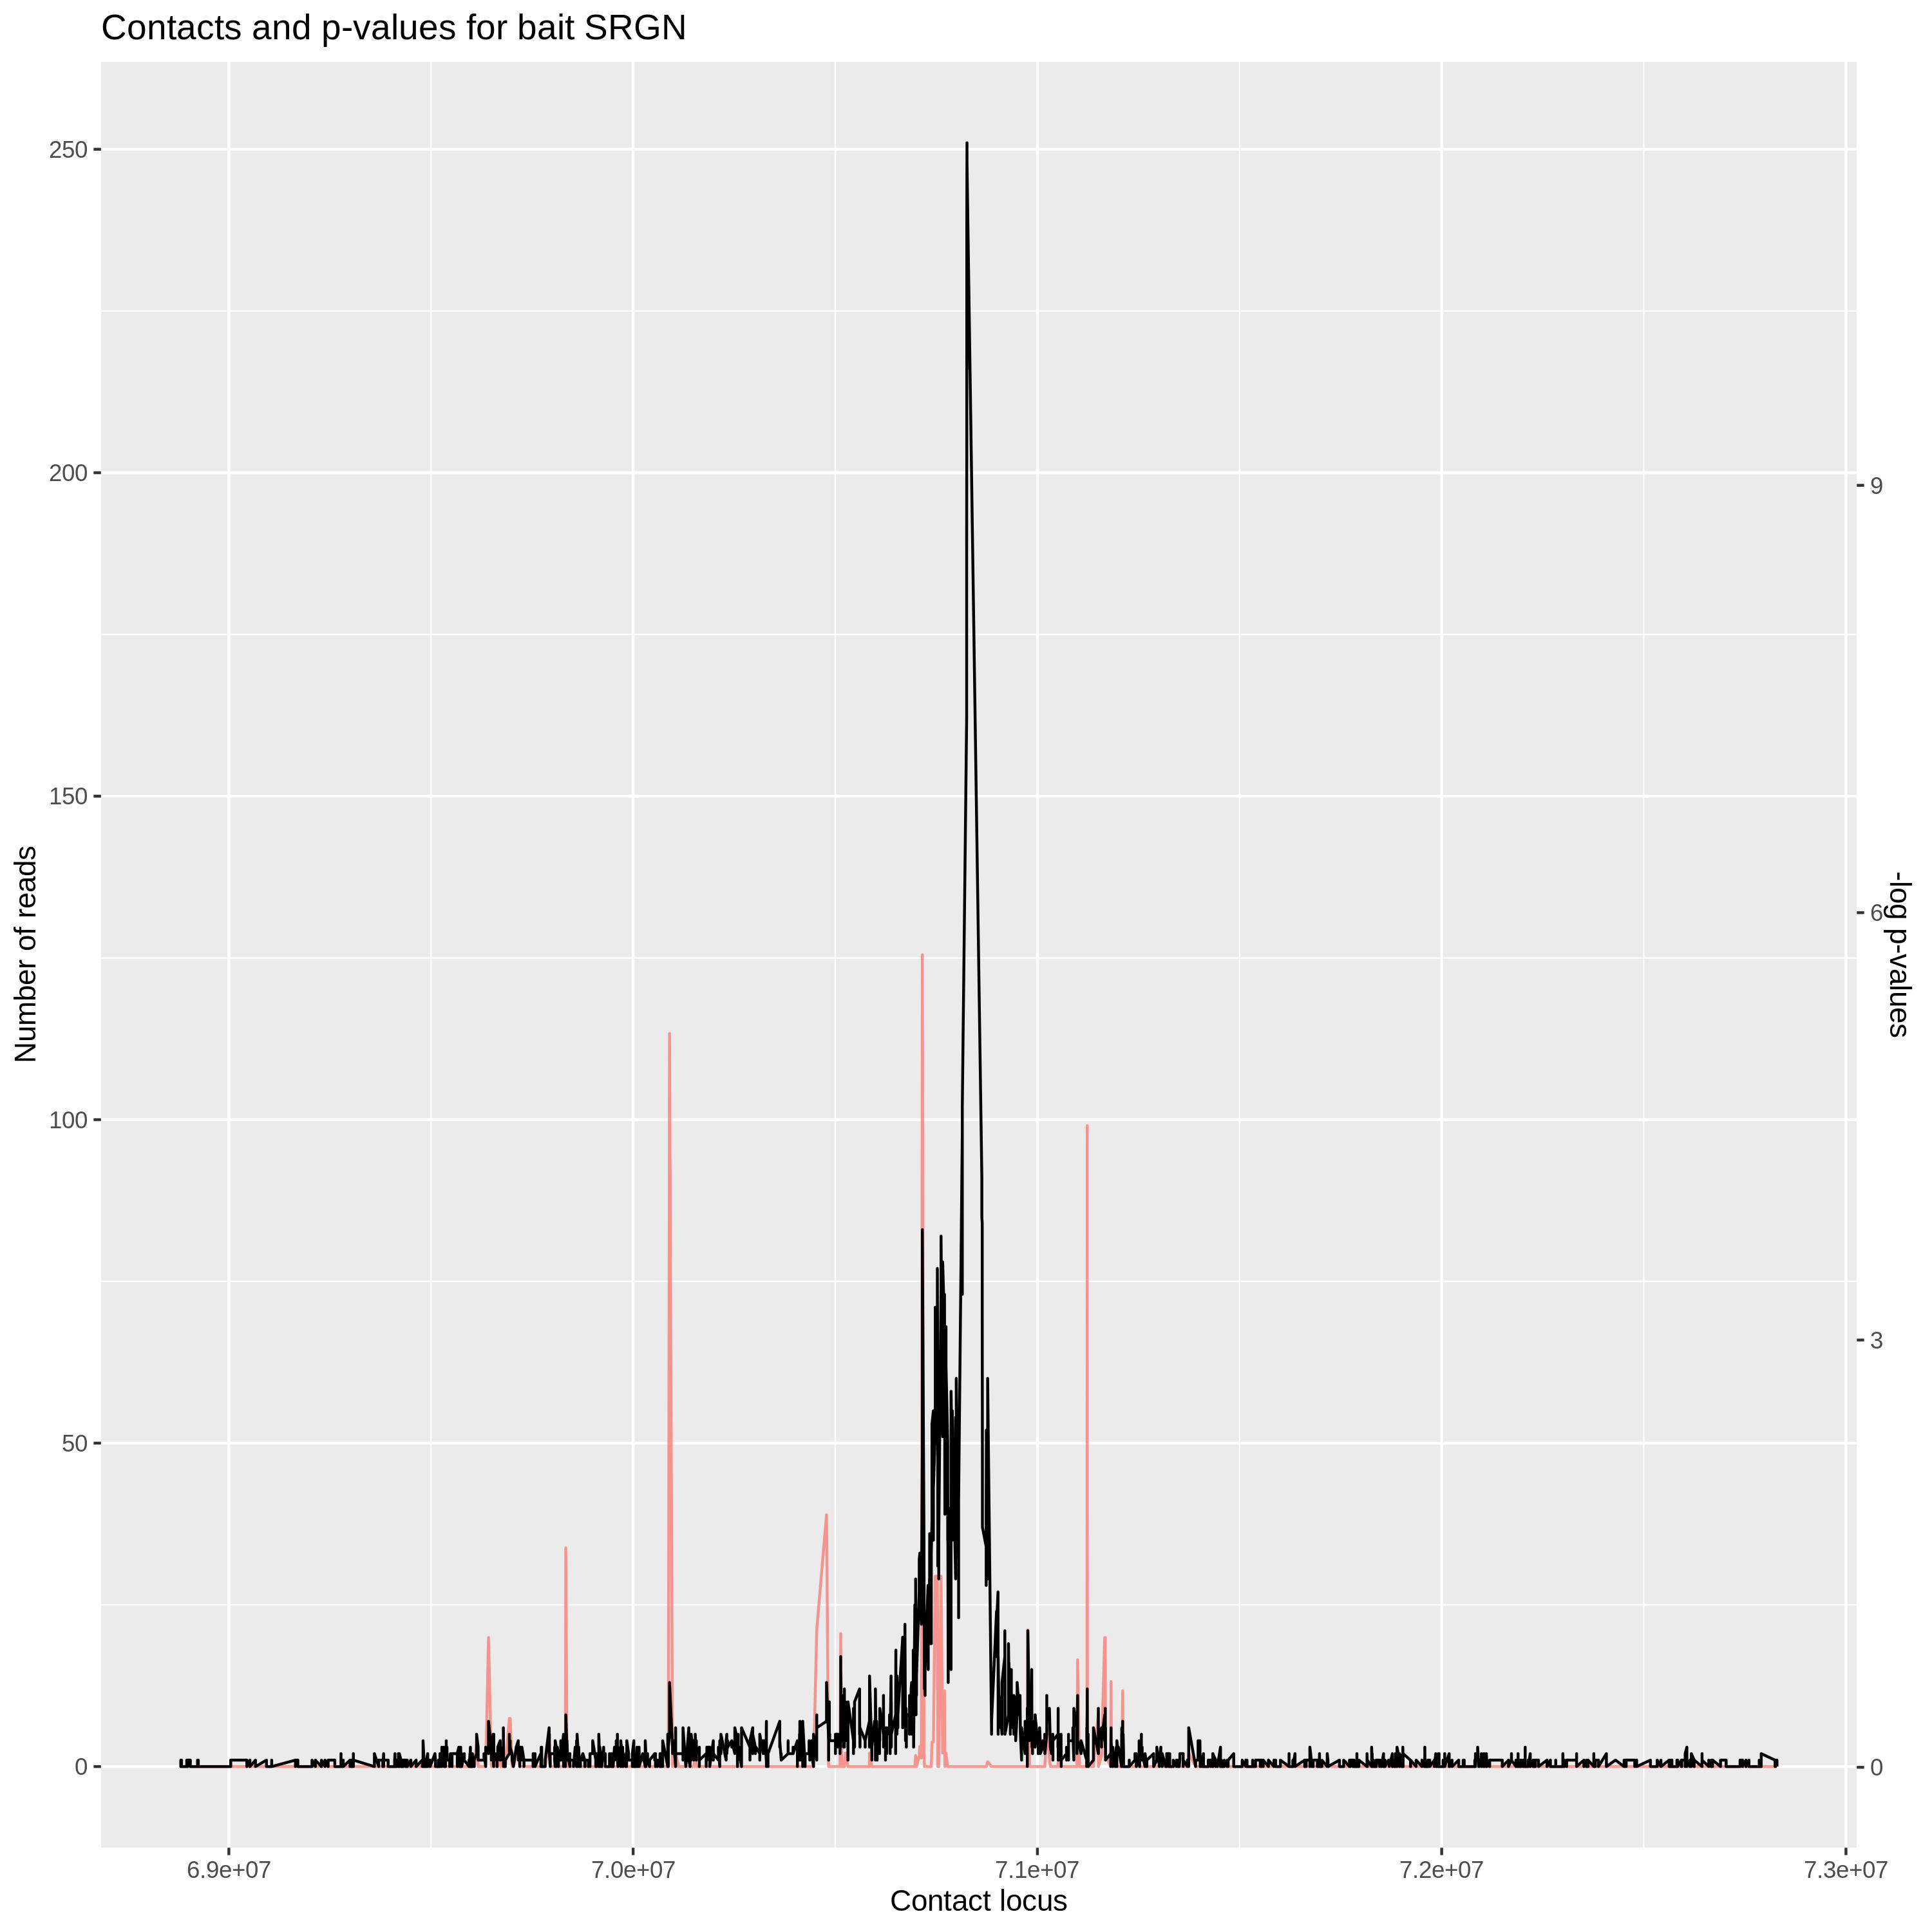 Contacts and p-values for bait SRGN
250
200
150
100
50
0
9
6
3
0
Number of reads
-log p-values
6.9e+07 7.0e+07 7.1e+07 7.2e+07 7.3e+07
Contact locus